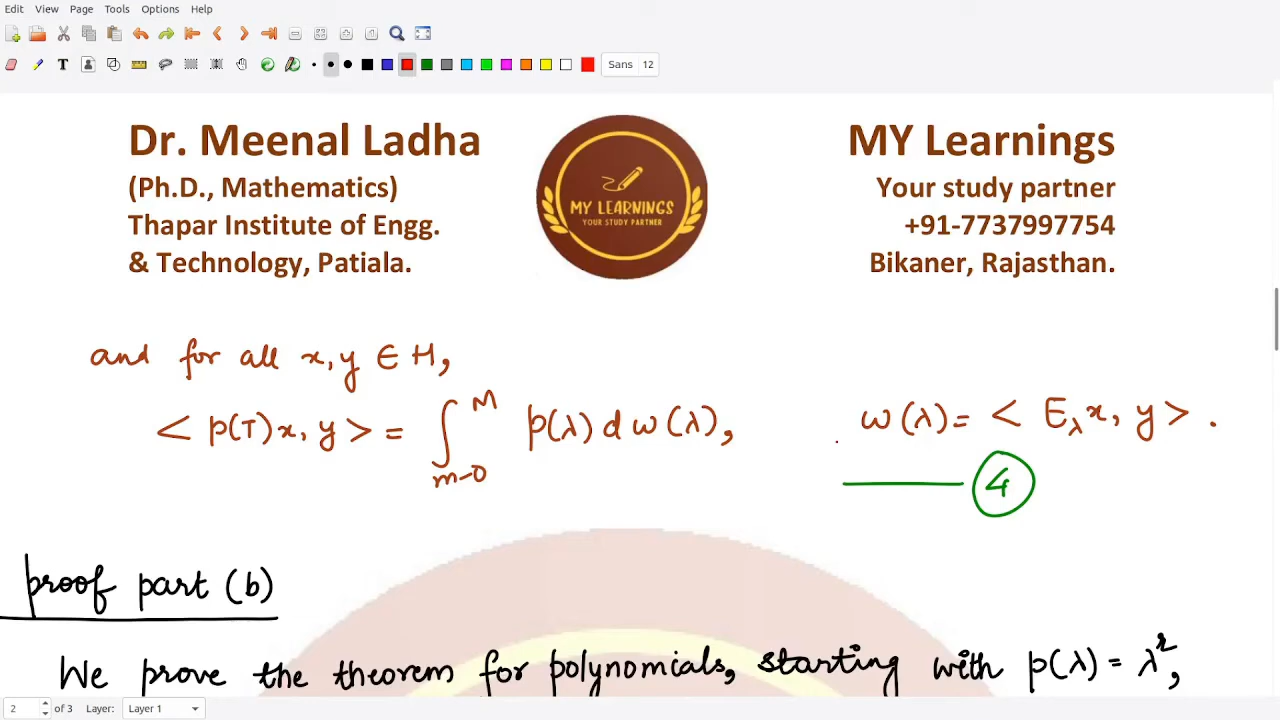 Edit View Page Tools Options Help
Sans 12
Dr. Meenal Ladha
(Ph.D., Mathematics)
Thapar Institute of Engg.
& Technology, Patiala.
MY LEARNINGS
YOUR STUDY PARTNER
MY Learnings
Your study partner
+91-7737997754
Bikaner, Rajasthan.
and for all x, y ∈ H,
< p(T)x, y > = ∫_{m-0}^{M} p(λ) d w(λ), w(λ) = < E_λ x, y > .
4
proof part (b)
We prove the theorem for polynomials, starting with p(λ) = λ^r,
2 of 3 Layer: Layer 1